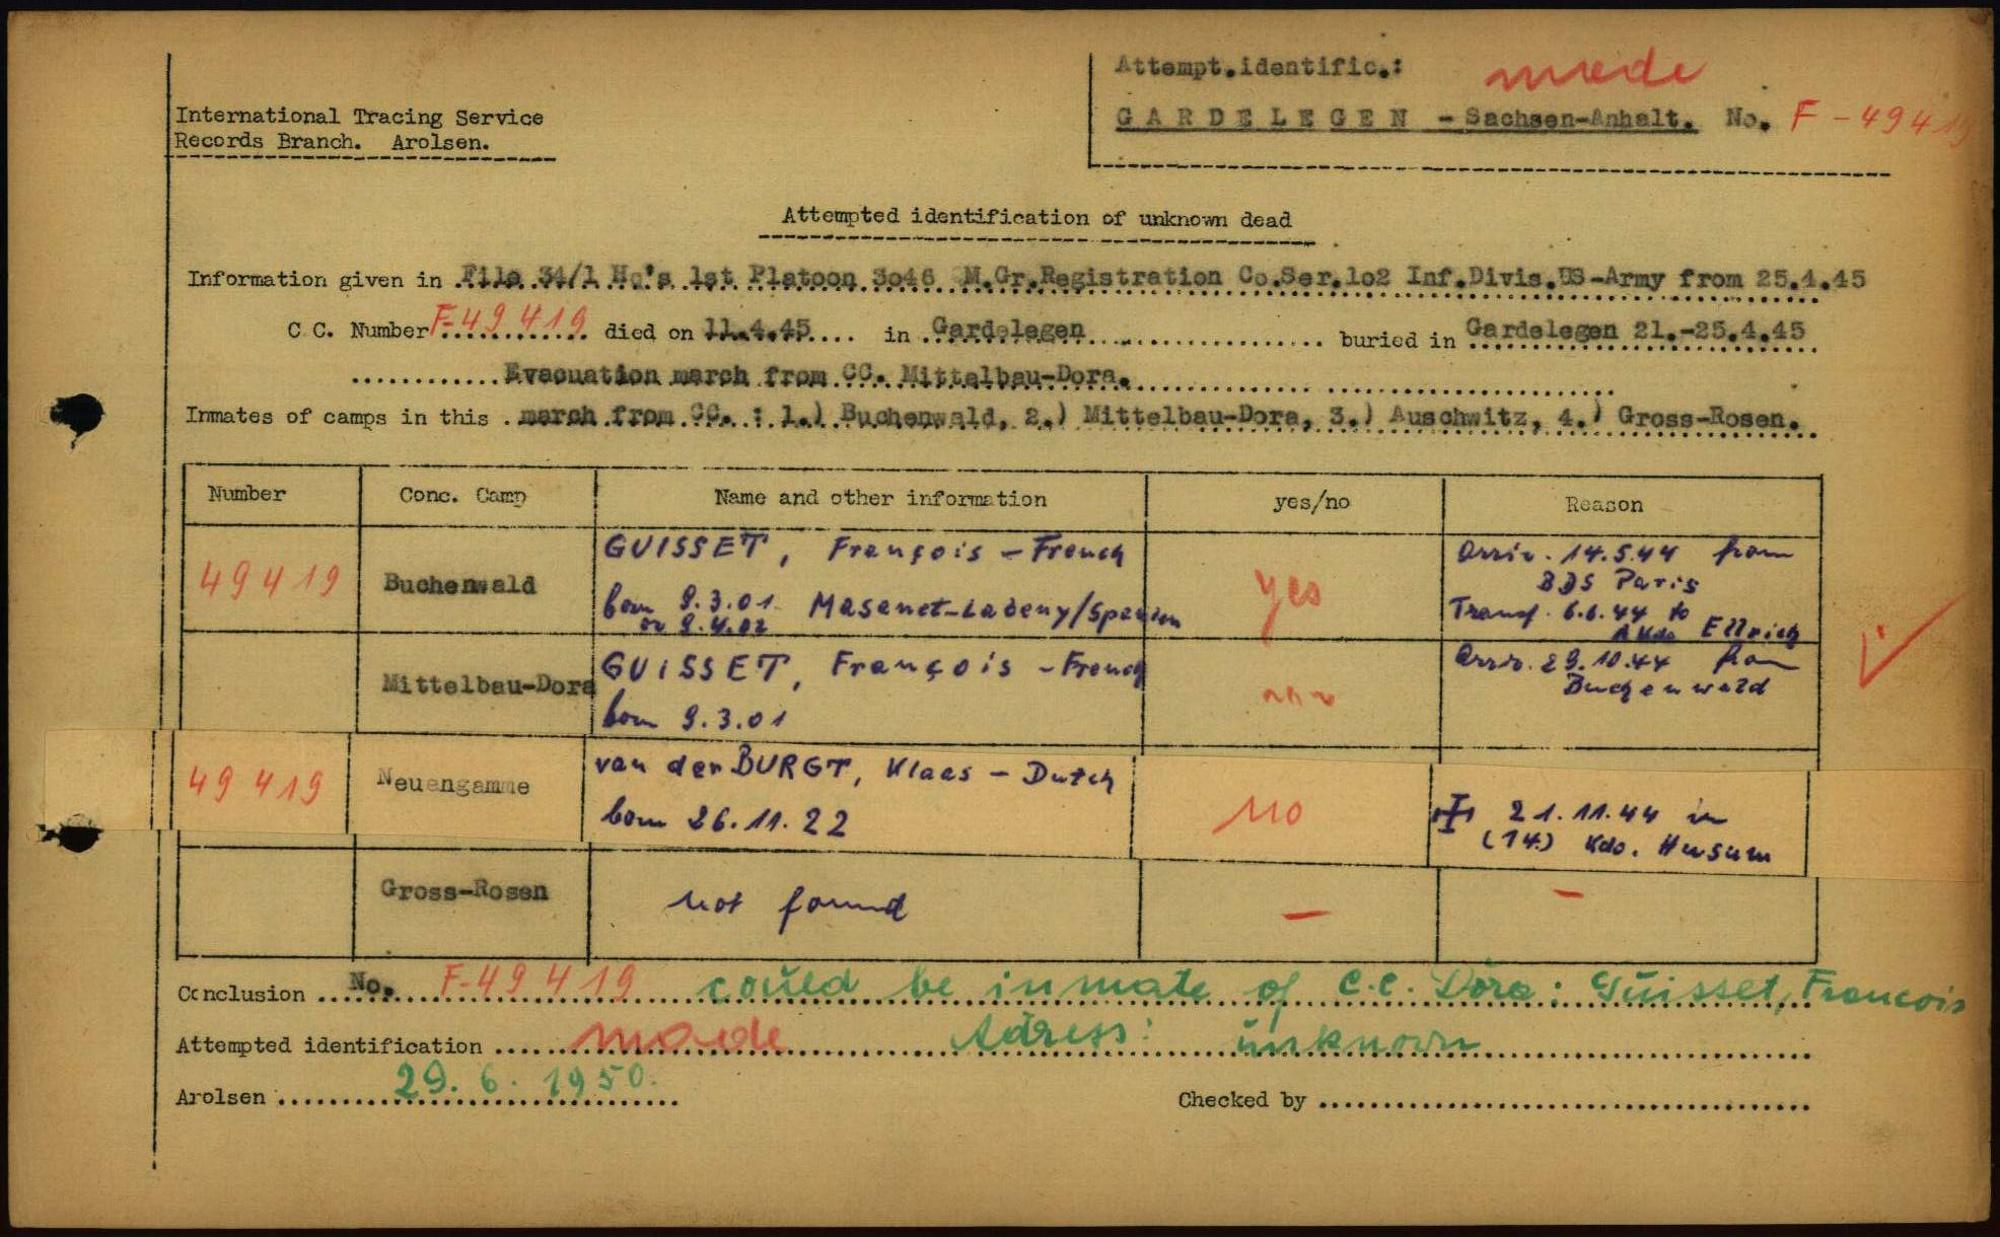 Attempt.identific.: made
International Tracing Service
Records Branch. Arolsen.
GARDELEGEN - Sachsen-Anhalt. No. F-49419
Attempted identification of unknown dead
Information given in File 34/1 Hq's 1st Platoon 3o46 M.Gr.Registration Co.Ser.1o2 Inf.Divis.US-Army from 25.4.45
C.C. Number F-49419 died on 11.4.45 in Gardelegen buried in Gardelegen 21.-25.4.45
Evacuation march from CC. Mittelbau-Dora.
Inmates of camps in this march from CC. : 1.) Buchenwald, 2.) Mittelbau-Dora, 3.) Auschwitz, 4.) Gross-Rosen.
Number Conc. Camp Name and other information yes/no Reason
GUISSET, François - French Arriv. 14.5.44 from
49419 Buchenwald yes BDS Paris
born 9.3.01 Masanet-Labeny/Spanien Transf. 6.6.44 to
or 9.4.02 AKdo Ellrich
Mittelbau-Dora GUISSET, François - French Arriv. 29.10.44 from
born 9.3.01 Buchenwald
49419 Neuengamme van der BURGT, Klaas - Dutch
born 26.11.22 no 21.11.44 in
(14.) Kdo. Husum
Gross-Rosen not found - -
Conclusion No. F-49419 could be inmate of C.C. Dora: Guisset, Francois
Attempted identification made Adress: unknown
Arolsen 29.6.1950. Checked by